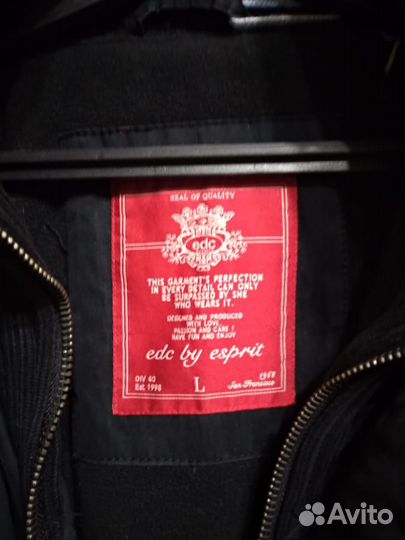 SEAL OF QUALITY
edc
THIS GARMENT'S PERFECTION
IN EVERY DETAIL CAN ONLY
BE SURPASSED BY SHE
WHO WEARS IT.
DESIGNED AND PRODUCED
WITH LOVE,
PASSION AND CARE !
HAVE FUN AND ENJOY
edc by esprit
DIV 40
Est. 1998
L
1968
San Francisco
Avito